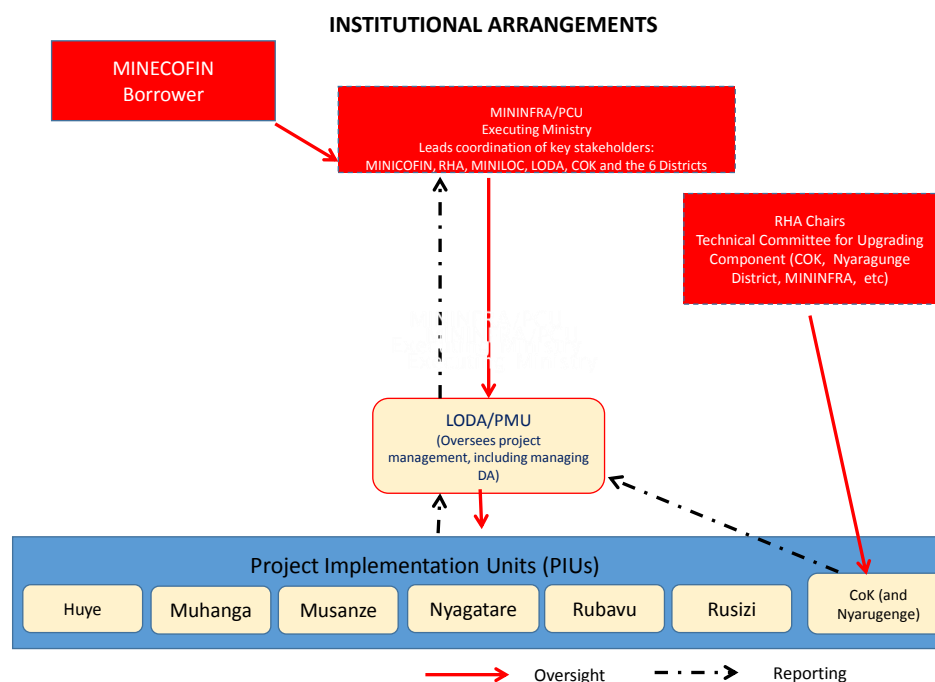 INSTITUTIONAL ARRANGEMENTS
MINECOFIN
Borrower
MININFRA/PCU
Executing Ministry
Leads coordination of key stakeholders:
MINICOFIN, RHA, MINILOC, LODA, COK and the 6 Districts
RHA Chairs
Technical Committee for Upgrading
Component (COK, Nyaragunge
District, MININFRA, etc)
LODA/PMU
(Oversees project
management, including managing
DA)
Project Implementation Units (PIUs)
Huye
Muhanga
Musanze
Nyagatare
Rubavu
Rusizi
CoK (and
Nyarugenge)
Oversight
Reporting